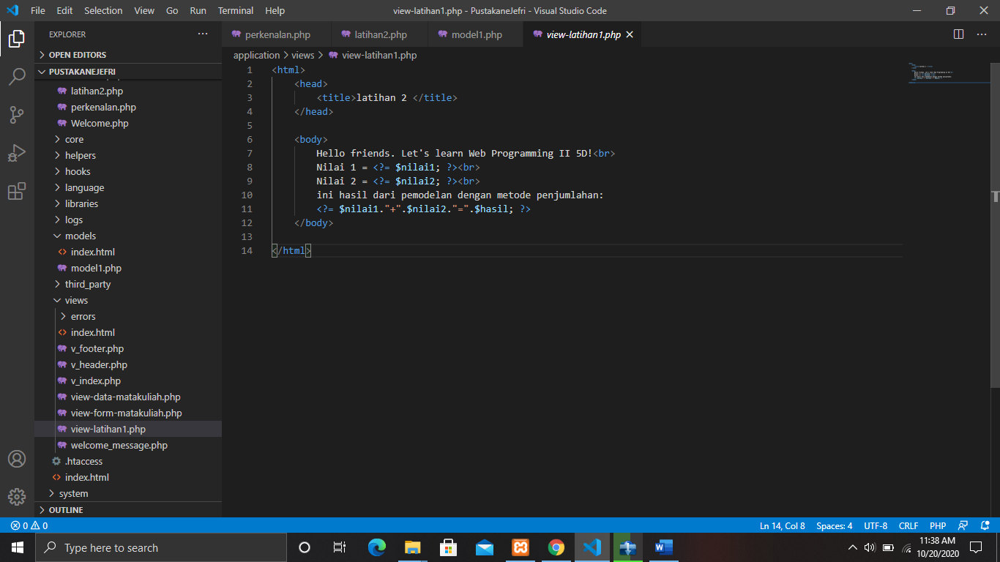 File Edit Selection View Go Run Terminal Help view-latihan1.php - PustakaneJefri - Visual Studio Code
EXPLORER
OPEN EDITORS
PUSTAKANEJEFRI
latihan2.php
perkenalan.php
Welcome.php
core
helpers
hooks
language
libraries
logs
models
index.html
model1.php
third_party
views
errors
index.html
v_footer.php
v_header.php
v_index.php
view-data-matakuliah.php
view-form-matakuliah.php
view-latihan1.php
welcome_message.php
.htaccess
index.html
system
OUTLINE
perkenalan.php latihan2.php model1.php view-latihan1.php
application > views > view-latihan1.php
1 <html>
2 <head>
3 <title>latihan 2 </title>
4 </head>
5
6 <body>
7 Hello friends. Let's learn Web Programming II 5D!<br>
8 Nilai 1 = <?= $nilai1; ?><br>
9 Nilai 2 = <?= $nilai2; ?><br>
10 ini hasil dari pemodelan dengan metode penjumlahan:
11 <?= $nilai1."+".$nilai2."=".$hasil; ?>
12 </body>
13
14 </html>
0 0 Ln 14, Col 8 Spaces: 4 UTF-8 CRLF PHP
Type here to search
11:38 AM
10/20/2020